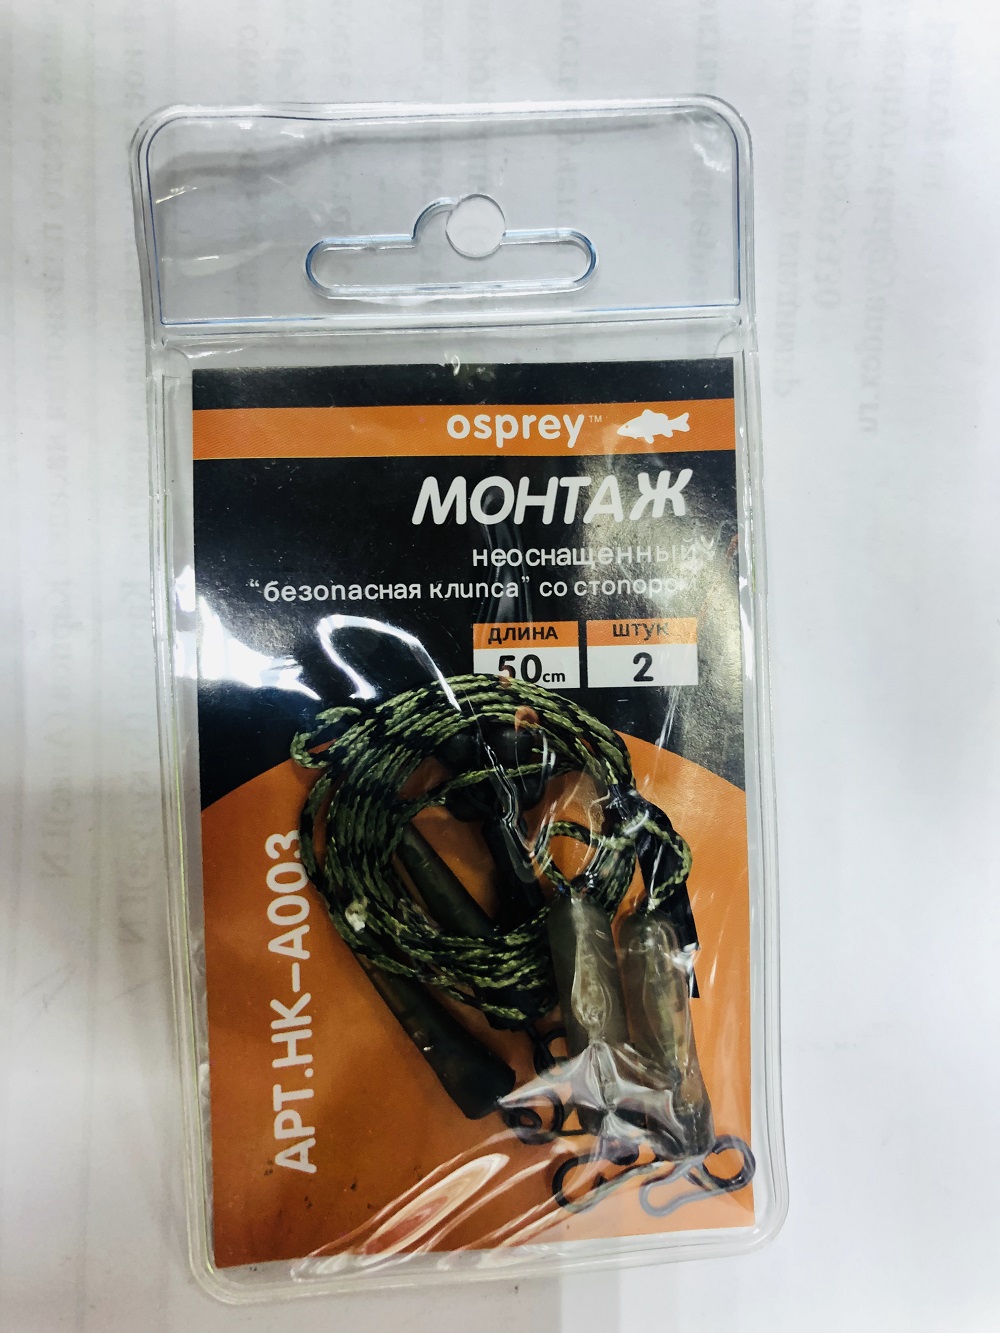 osprey™
МОНТАЖ
неоснащенный
“безопасная клипса” со стопором
ДЛИНА
50cm
ШТУК
2
АРТ.НК-А003